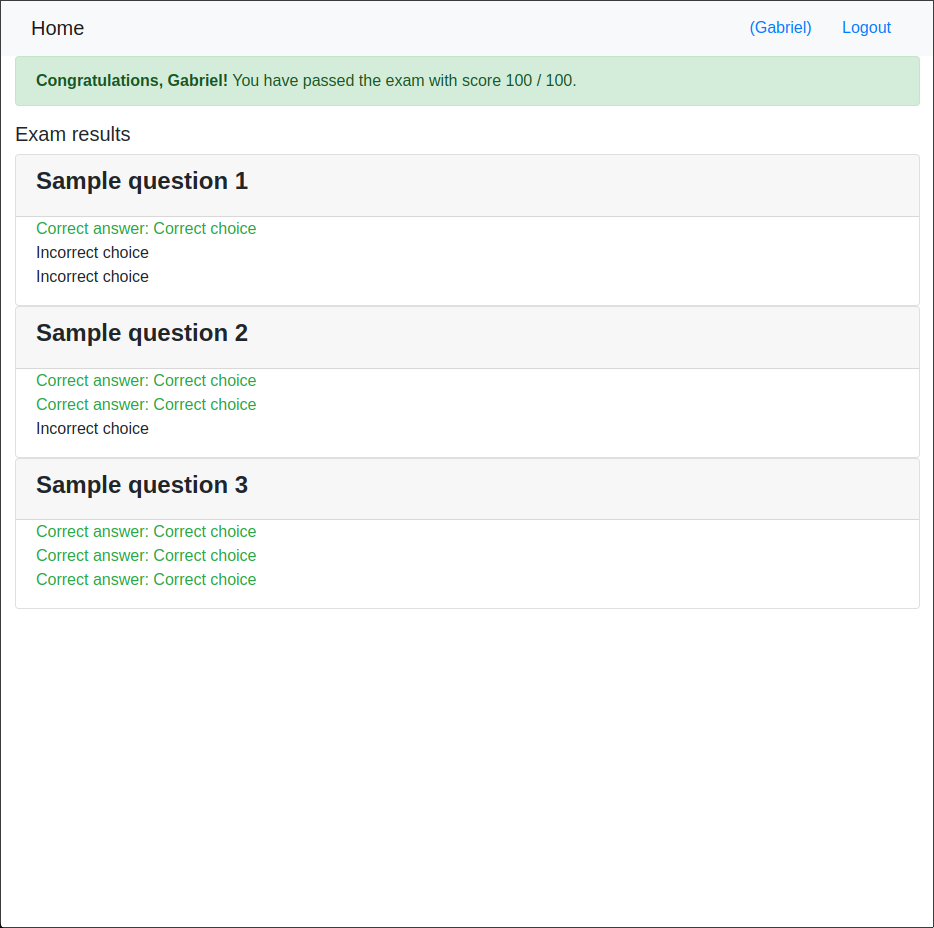 Home (Gabriel) Logout
Congratulations, Gabriel! You have passed the exam with score 100 / 100.
Exam results
Sample question 1
Correct answer: Correct choice
Incorrect choice
Incorrect choice
Sample question 2
Correct answer: Correct choice
Correct answer: Correct choice
Incorrect choice
Sample question 3
Correct answer: Correct choice
Correct answer: Correct choice
Correct answer: Correct choice